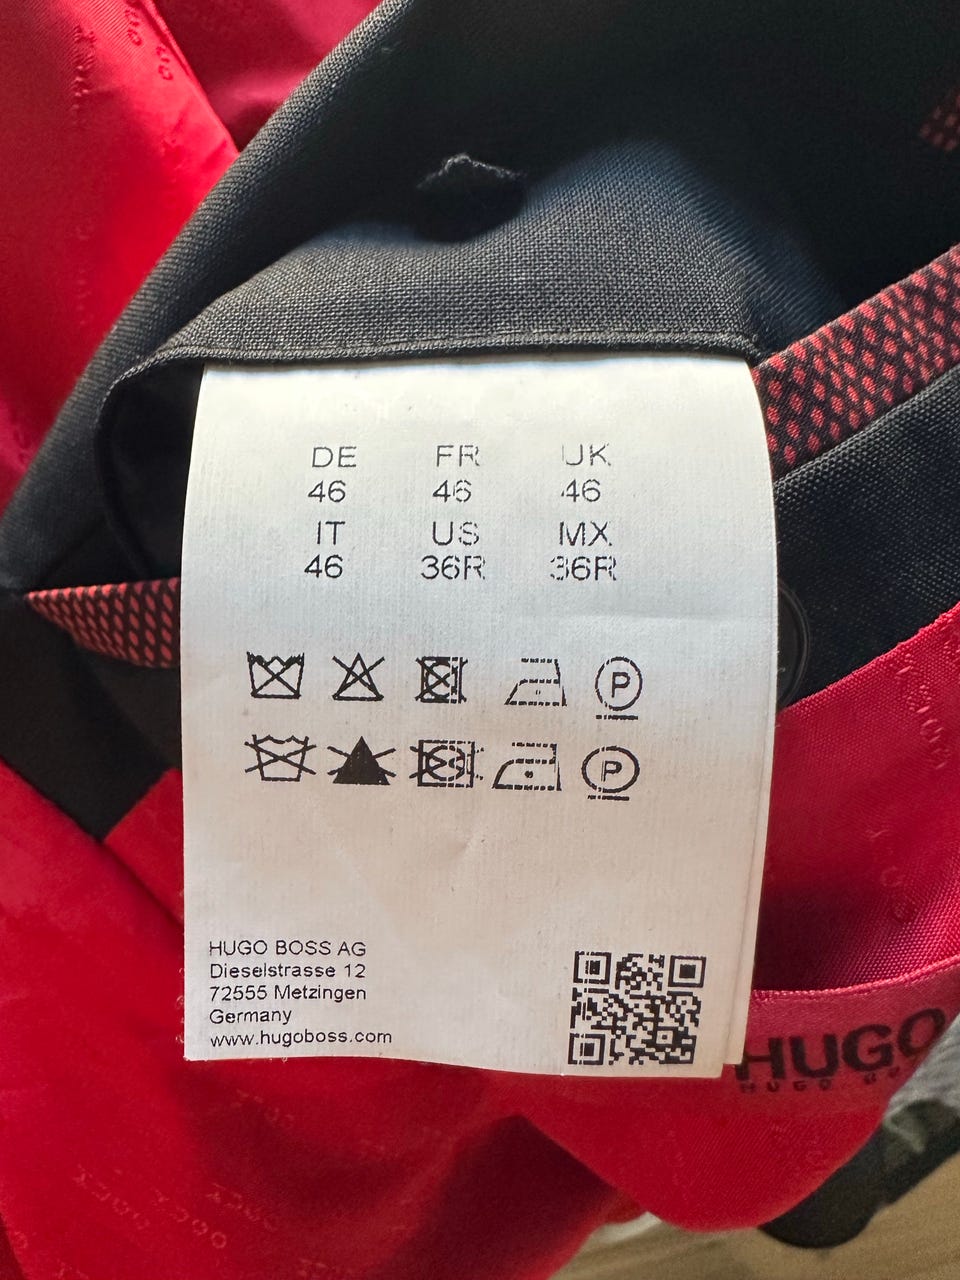 DE FR UK
46 46 46
IT US MX
46 36R 36R
P
P
HUGO BOSS AG
Dieselstrasse 12
72555 Metzingen
Germany
www.hugoboss.com
HUGO
HUGO